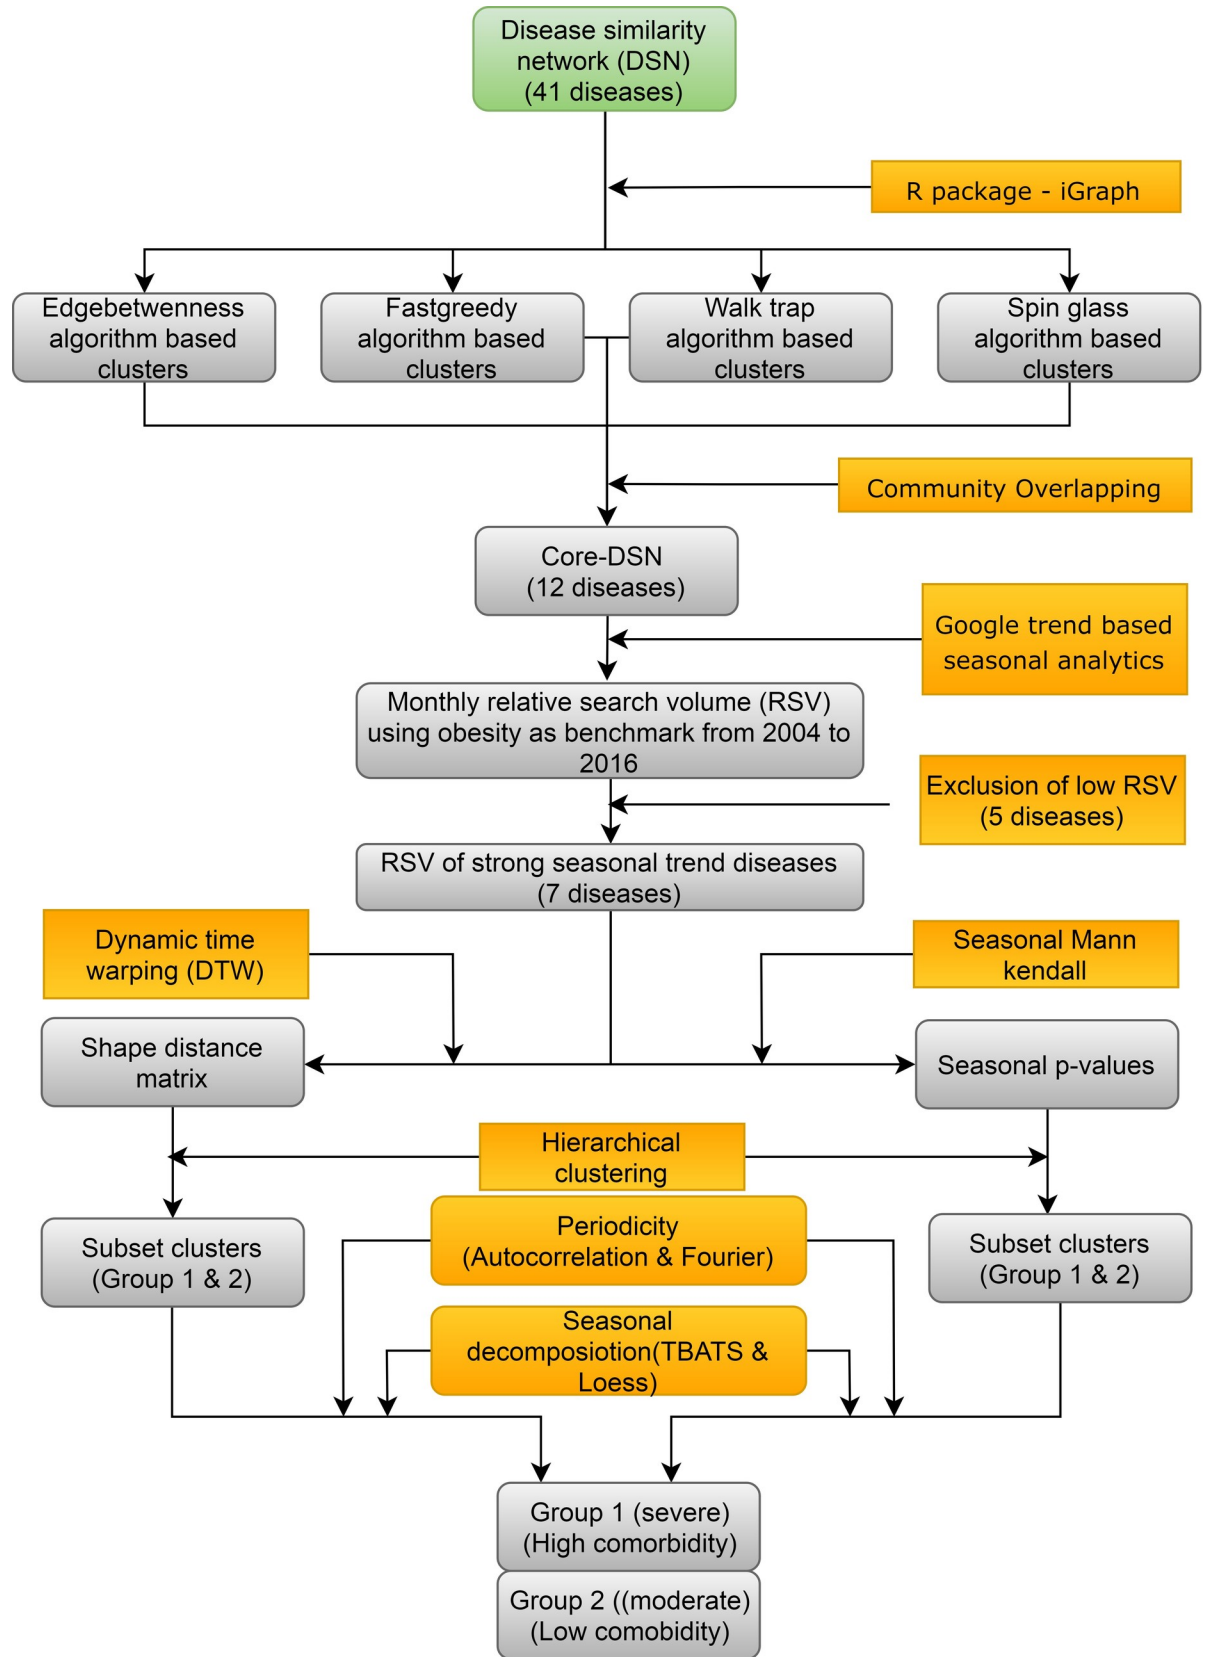 Disease similarity
network (DSN)
(41 diseases)
R package - iGraph
Edgebetwenness
algorithm based
clusters
Fastgreedy
algorithm based
clusters
Walk trap
algorithm based
clusters
Spin glass
algorithm based
clusters
Community Overlapping
Core-DSN
(12 diseases)
Google trend based
seasonal analytics
Monthly relative search volume (RSV)
using obesity as benchmark from 2004 to
2016
Exclusion of low RSV
(5 diseases)
RSV of strong seasonal trend diseases
(7 diseases)
Dynamic time
warping (DTW)
Seasonal Mann
kendall
Shape distance
matrix
Seasonal p-values
Hierarchical
clustering
Subset clusters
(Group 1 & 2)
Periodicity
(Autocorrelation & Fourier)
Subset clusters
(Group 1 & 2)
Seasonal
decomposiotion(TBATS &
Loess)
Group 1 (severe)
(High comorbidity)
Group 2 ((moderate)
(Low comobidity)